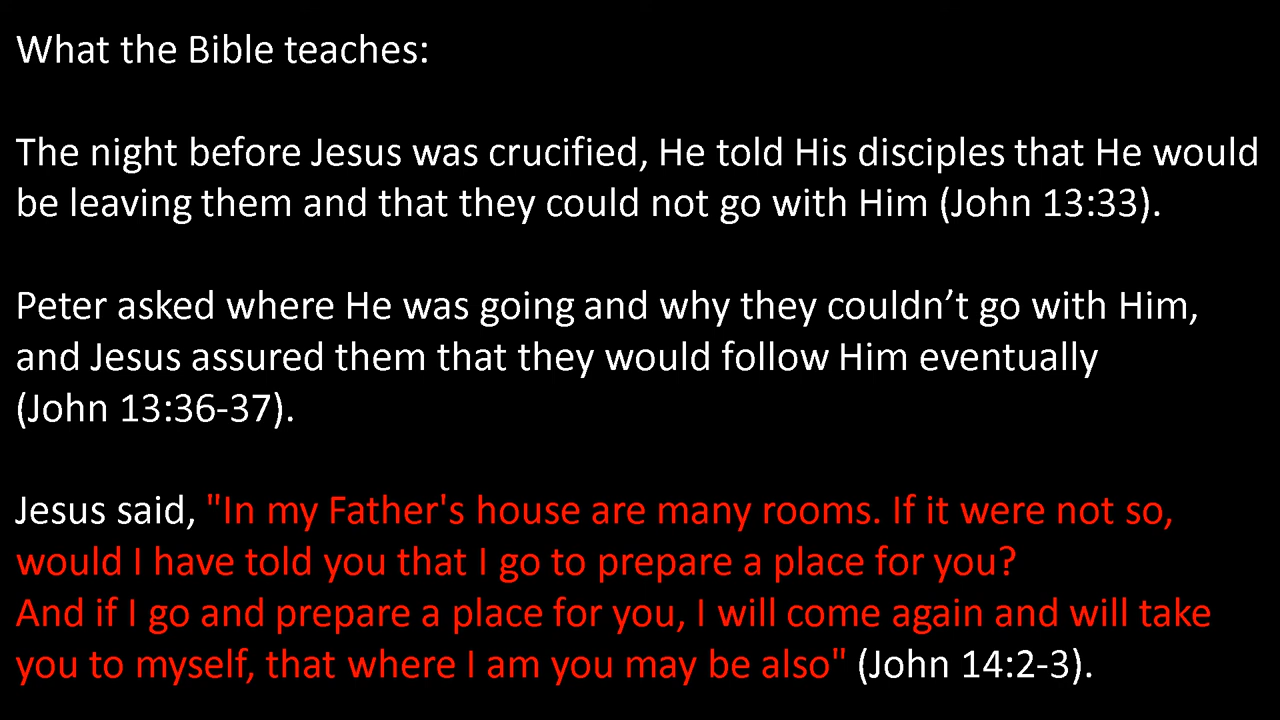 What the Bible teaches:
The night before Jesus was crucified, He told His disciples that He would
be leaving them and that they could not go with Him (John 13:33).
Peter asked where He was going and why they couldn’t go with Him,
and Jesus assured them that they would follow Him eventually
(John 13:36-37).
Jesus said, "In my Father's house are many rooms. If it were not so,
would I have told you that I go to prepare a place for you?
And if I go and prepare a place for you, I will come again and will take
you to myself, that where I am you may be also" (John 14:2-3).